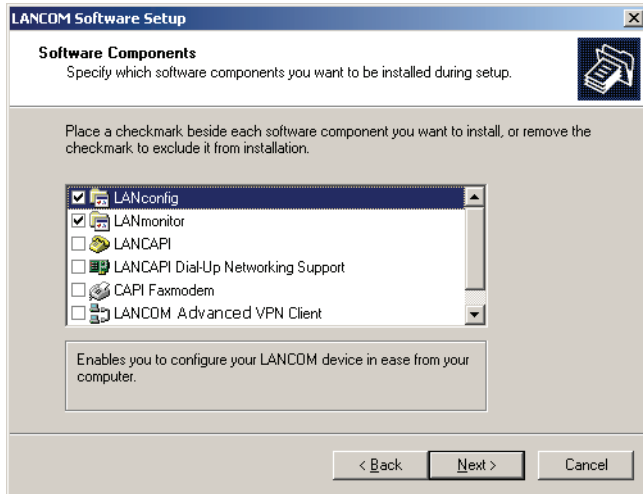 LANCOM Software Setup
Software Components
Specify which software components you want to be installed during setup.
Place a checkmark beside each software component you want to install, or remove the
checkmark to exclude it from installation.
LANconfig
LANmonitor
LANCAPI
LANCAPI Dial-Up Networking Support
CAPI Faxmodem
LANCOM Advanced VPN Client
Enables you to configure your LANCOM device in ease from your
computer.
< Back
Next >
Cancel